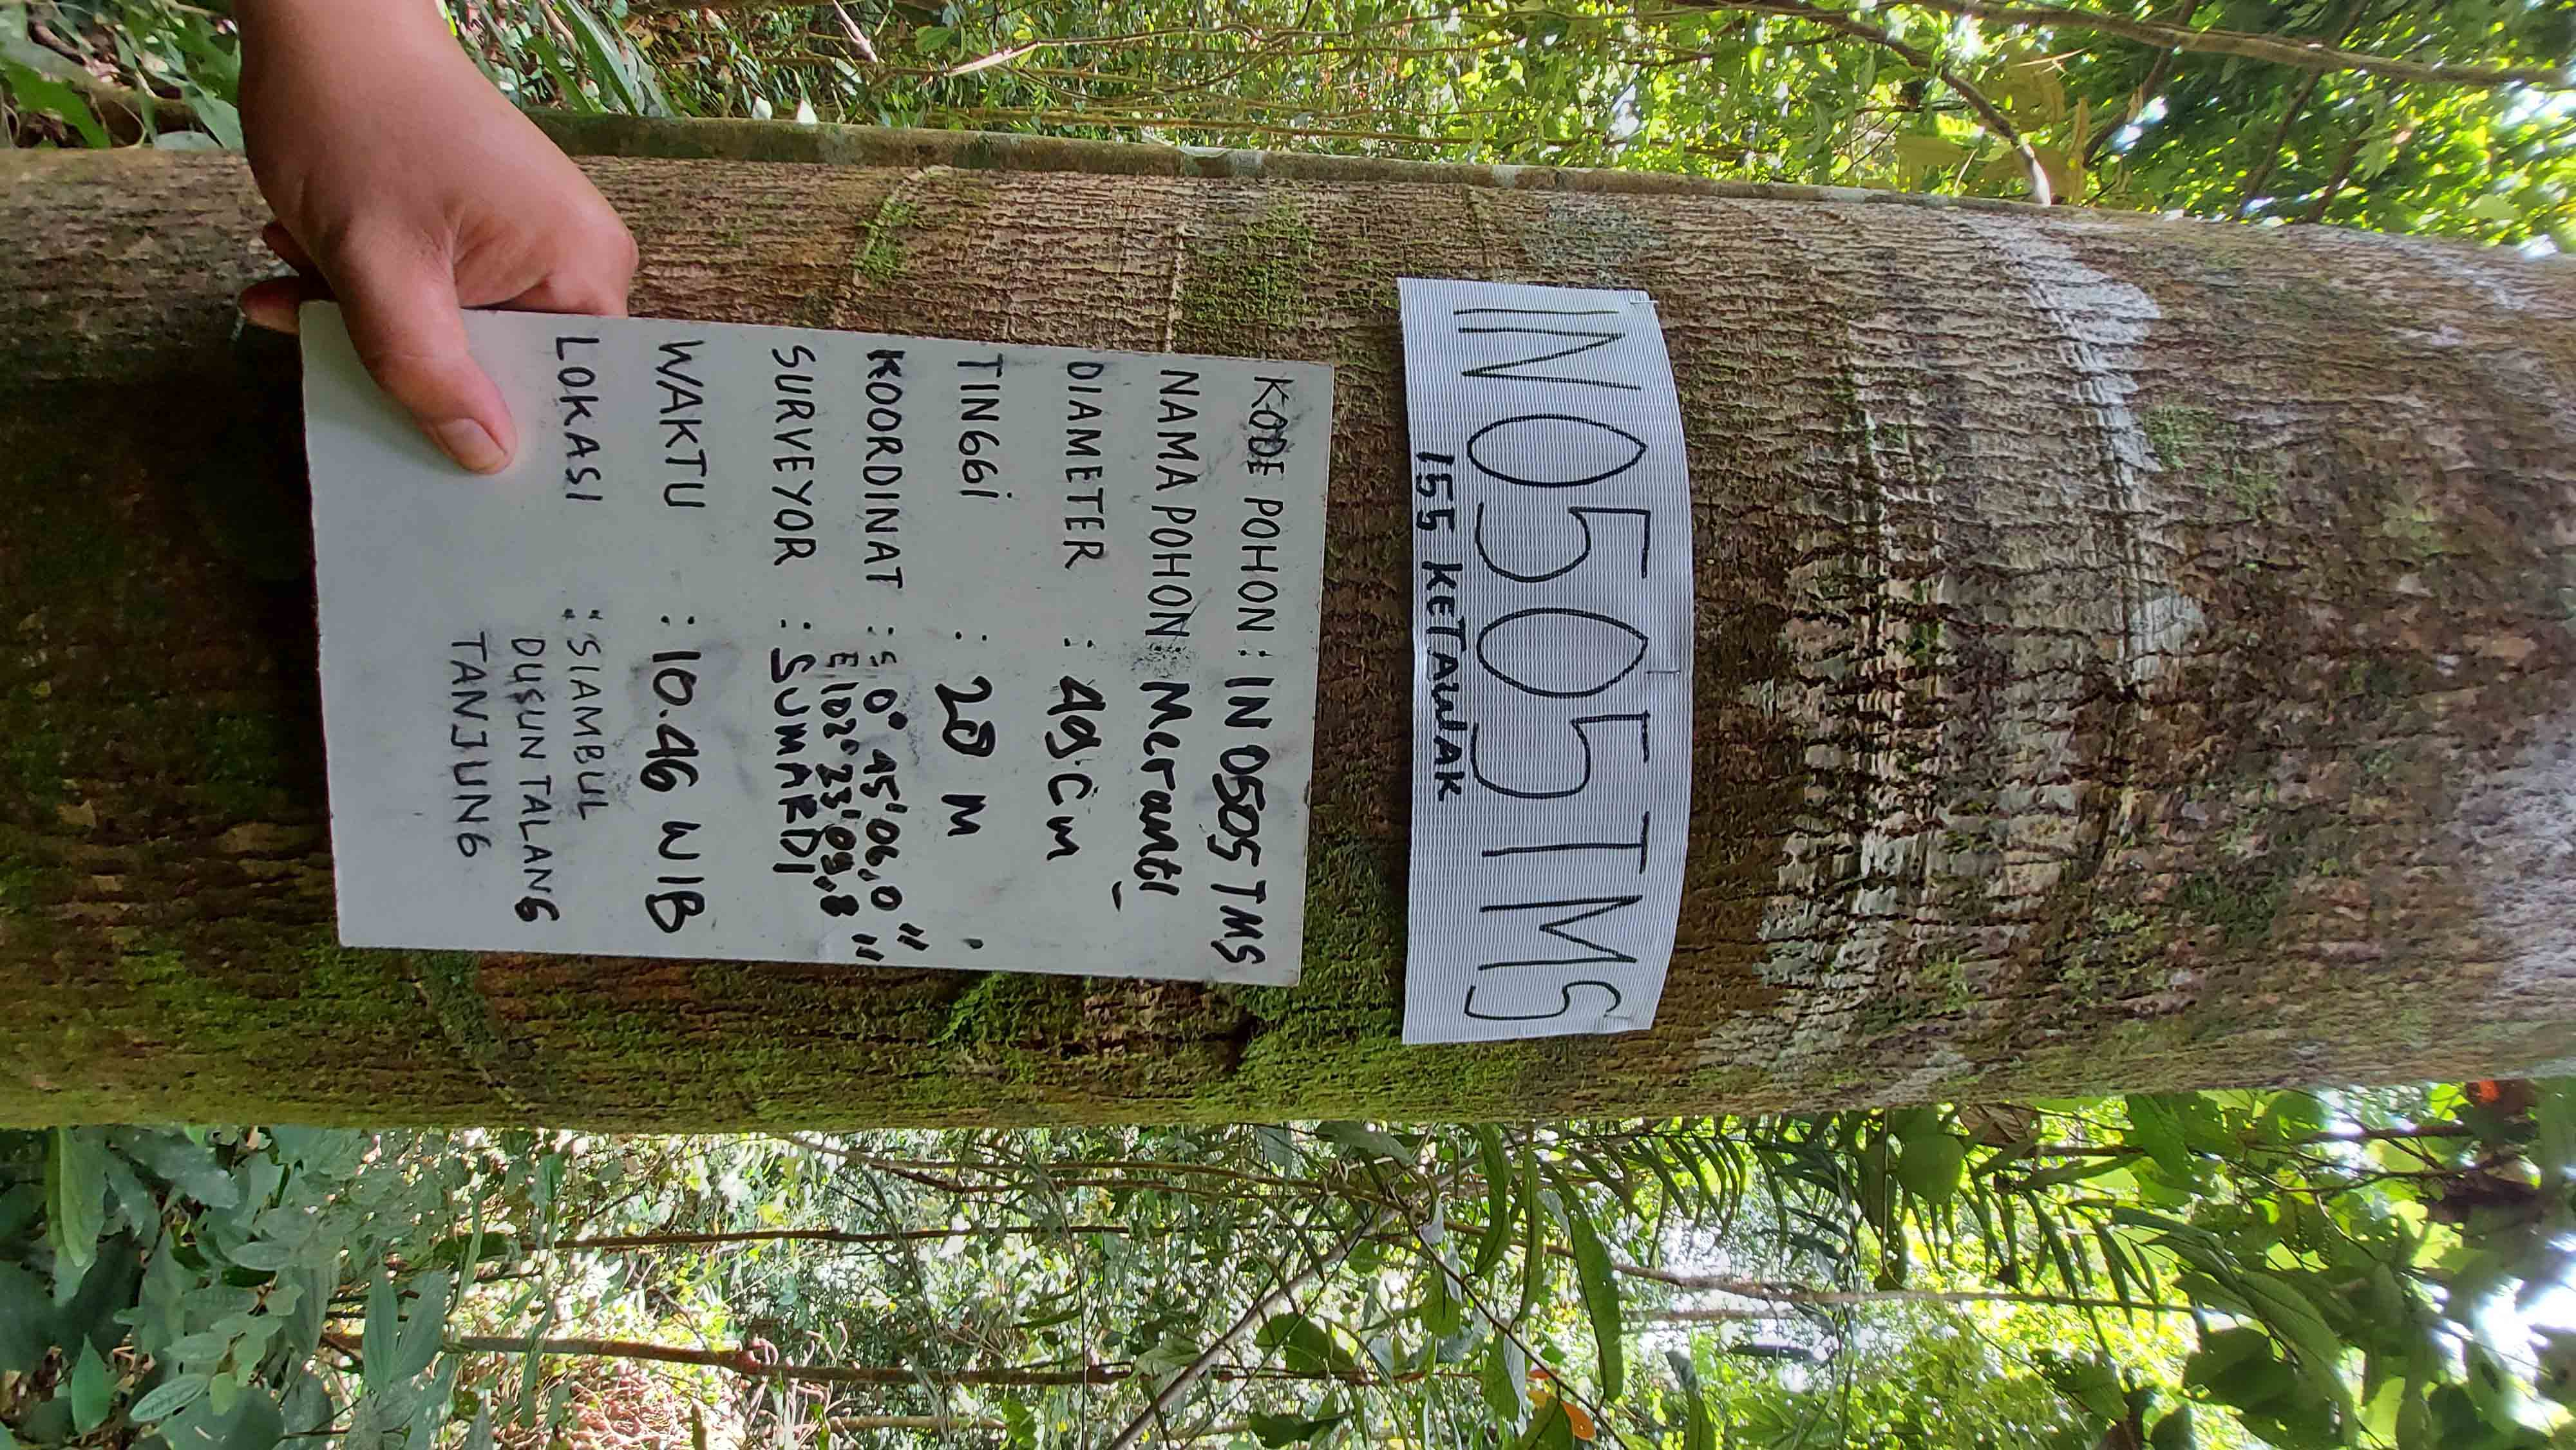 IN0505TMS
155 KETAWAK
KODE POHON : IN 0505 TMS
NAMA POHON : Meranti
DIAMETER : 49 Cm
TINGGI : 20 M
KOORDINAT : S 0° 45' 06,0"
E 102° 23' 09,8"
SURVEYOR : SUMARDI
WAKTU : 10.46 WIB
LOKASI : SIAMBUL
DUSUN TALANG
TANJUNG